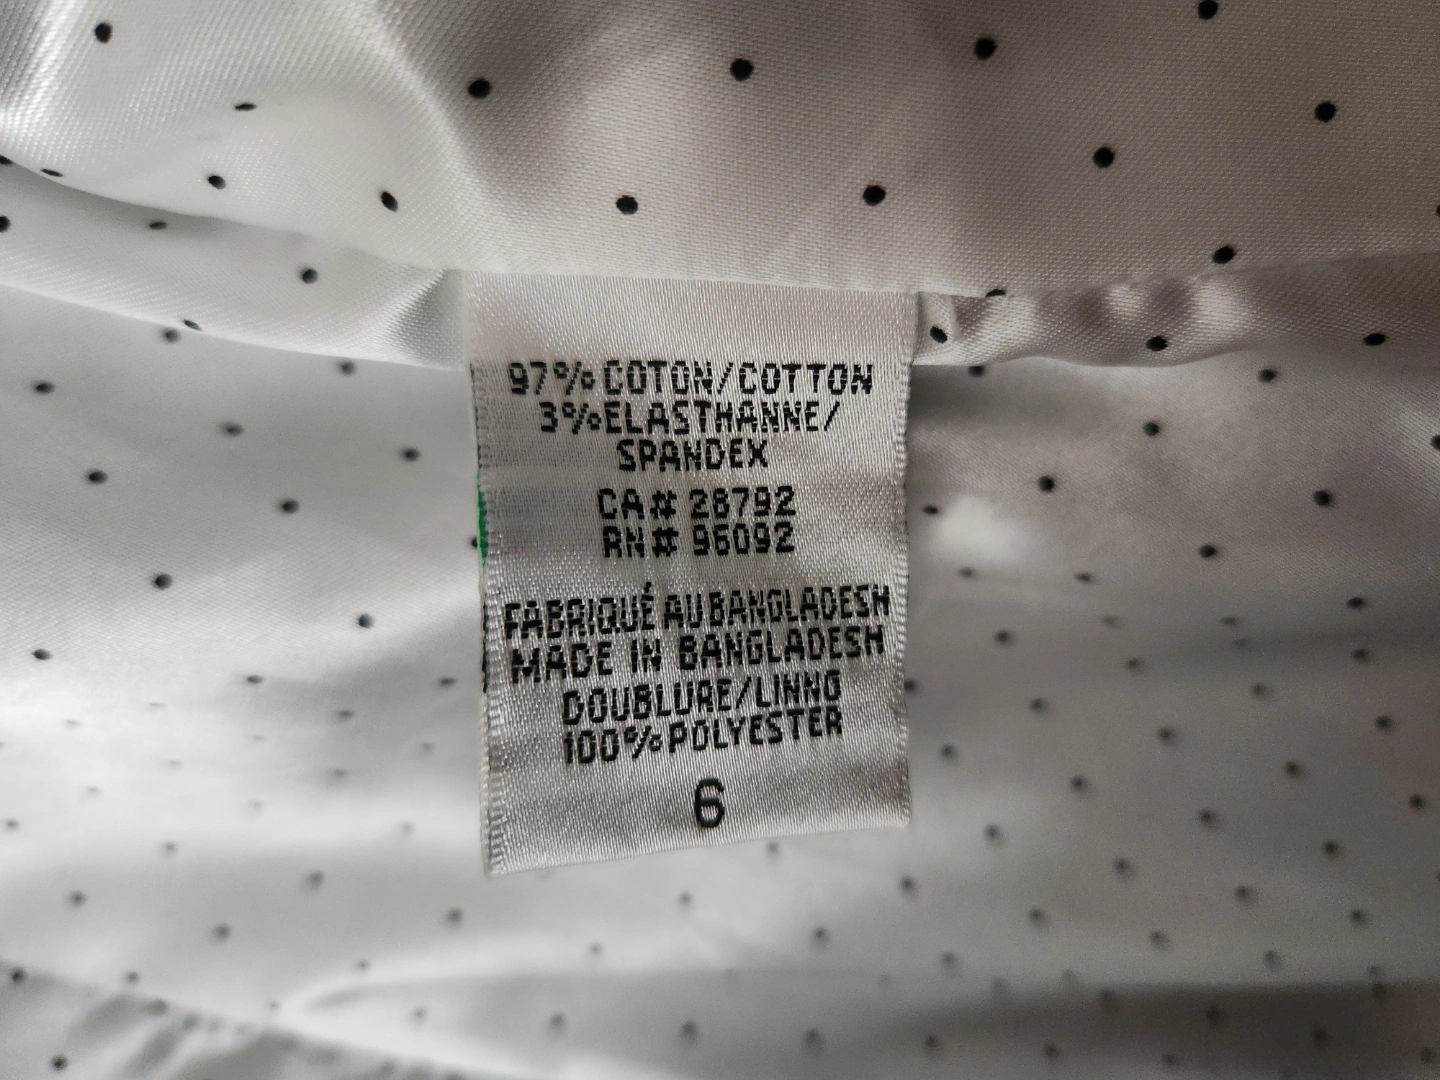 97% COTON/COTTON
3% ELASTHANNE/
SPANDEX
CA# 28792
RN# 96092
FABRIQUÉ AU BANGLADESH
MADE IN BANGLADESH
DOUBLURE/LINNG
100% POLYESTER
6